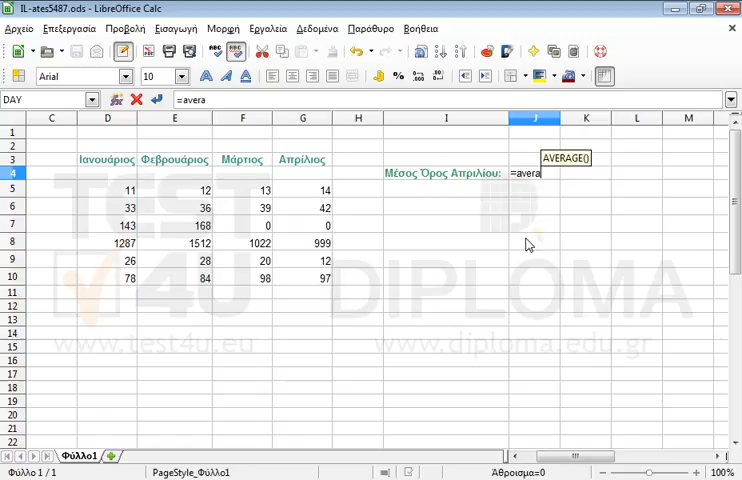 IL-ates5487.ods - LibreOffice Calc
Αρχείο Επεξεργασία Προβολή Εισαγωγή Μορφή Εργαλεία Δεδομένα Παράθυρο Βοήθεια
Arial 10
DAY =avera
C D E F G H I J K L M
1
2
3 Ιανουάριος Φεβρουάριος Μάρτιος Απρίλιος AVERAGE()
4 Μέσος Όρος Απριλίου: =avera
5 11 12 13 14
6 33 36 39 42
7 143 168 0 0
8 1287 1512 1022 999
9 26 28 20 12
10 78 84 98 97
11
12
13
14
15
16
17
18
19
20
21
22
TEST 4U DIPLOMA
www.test4u.eu www.diploma.edu.gr
Φύλλο1
Φύλλο 1 / 1 PageStyle_Φύλλο1 Άθροισμα=0 100%